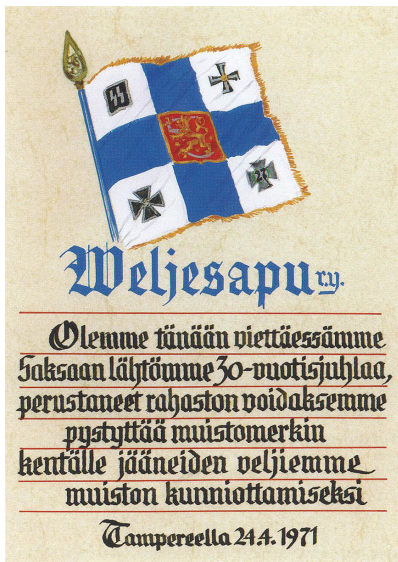 Weljesapu r.y.
Olemme tänään viettäessämme
Saksaan lähtömme 30-vuotisjuhlaa,
perustaneet rahaston voidaksemme
pystyttää muistomerkin
kentälle jääneiden veljiemme
muiston kunniottamiseksi
Tampereella 24.4.1971